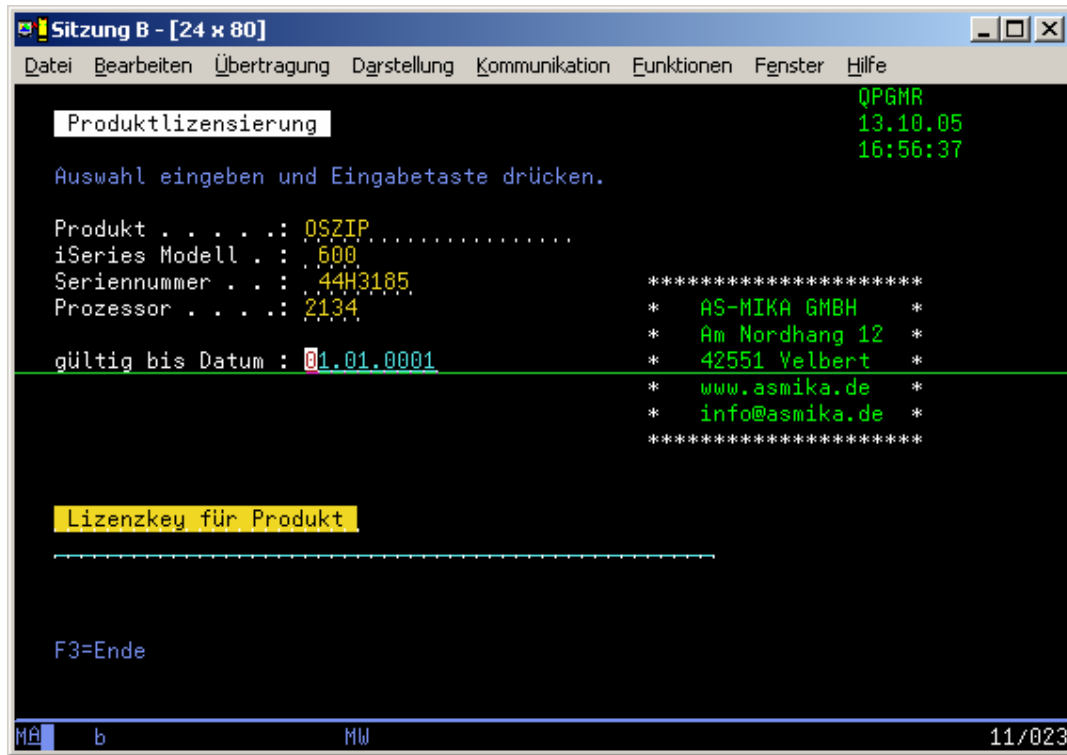 Sitzung B - [24 x 80]
Datei Bearbeiten Übertragung Darstellung Kommunikation Funktionen Fenster Hilfe
QPGMR
Produktlizensierung 13.10.05
16:56:37
Auswahl eingeben und Eingabetaste drücken.
Produkt . . . . .: OSZIP
iSeries Modell . : 600
Seriennummer . . : 44H3185 *********************
Prozessor . . . .: 2134 * AS-MIKA GMBH *
* Am Nordhang 12 *
gültig bis Datum : 01.01.0001 * 42551 Velbert *
* www.asmika.de *
* info@asmika.de *
*********************
Lizenzkey für Produkt
F3=Ende
MA b MW 11/023